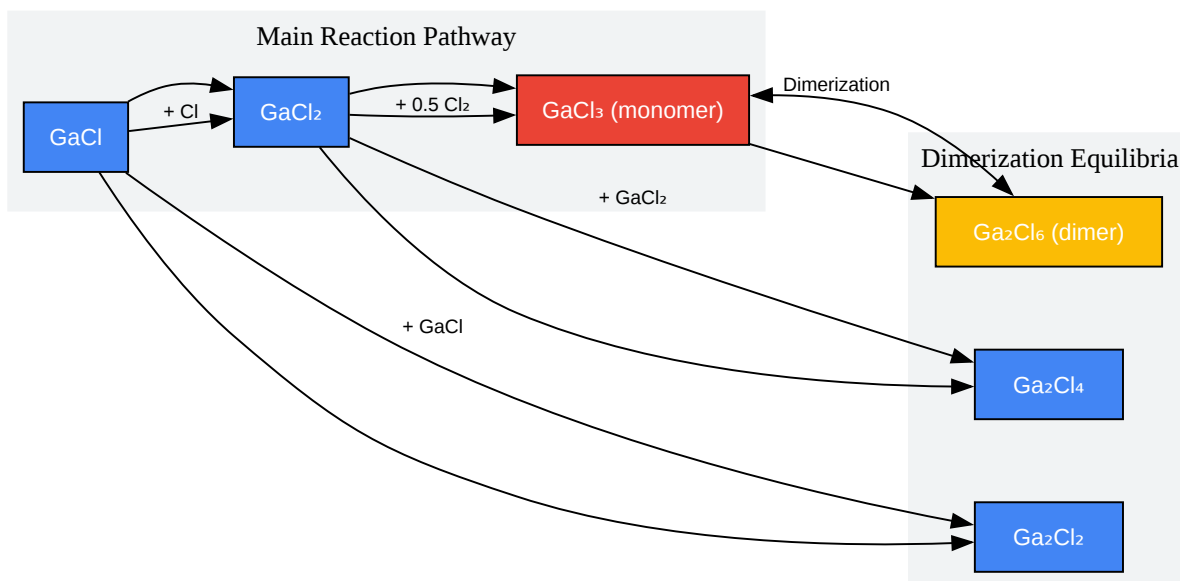 Main Reaction Pathway
GaCl
+ Cl
GaCl₂
+ 0.5 Cl₂
GaCl₃ (monomer)
Dimerization
Dimerization Equilibria
+ GaCl₂
Ga₂Cl₆ (dimer)
+ GaCl
Ga₂Cl₄
Ga₂Cl₂